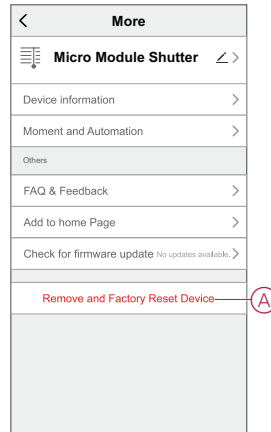 More
Micro Module Shutter
Device information
Moment and Automation
Others
FAQ & Feedback
Add to home Page
Check for firmware update No updates available.
Remove and Factory Reset Device
A